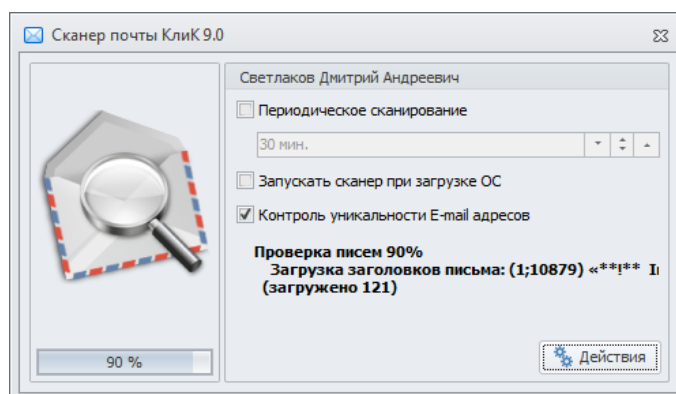 Сканер почты КлиК 9.0
Светлаков Дмитрий Андреевич
Периодическое сканирование
30 мин.
Запускать сканер при загрузке ОС
Контроль уникальности E-mail адресов
Проверка писем 90%
Загрузка заголовков письма: (1;10879) «**!**
(загружено 121)
90 %
Действия